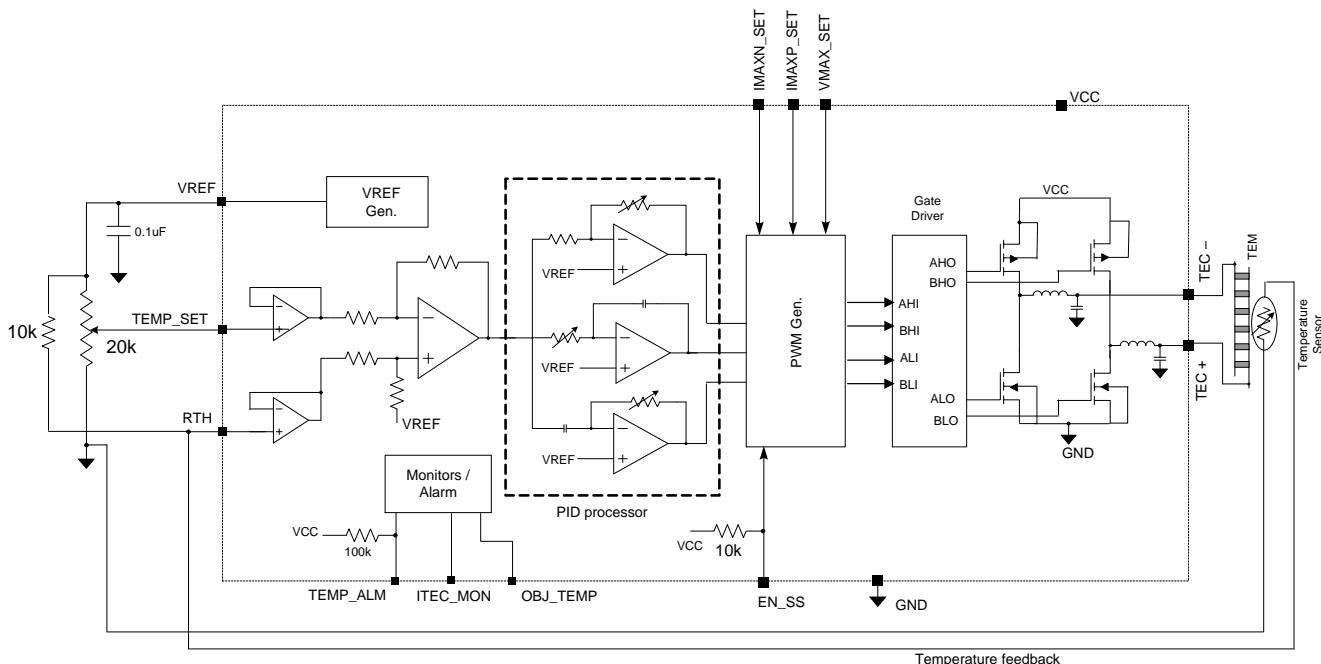 IMAXN_SET
IMAXP_SET
VMAX_SET
VCC
VREF
VREF
Gen.
0.1uF
10k
20k
TEMP_SET
RTH
VREF
VREF
VREF
VREF
PID processor
Monitors /
Alarm
VCC
100k
TEMP_ALM
ITEC_MON
OBJ_TEMP
PWM Gen.
VCC
10k
EN_SS
GND
Gate
Driver
AHO
BHO
AHI
BHI
ALI
BLI
ALO
BLO
VCC
GND
TEC –
TEC +
TEM
Temperature
Sensor
Temperature feedback